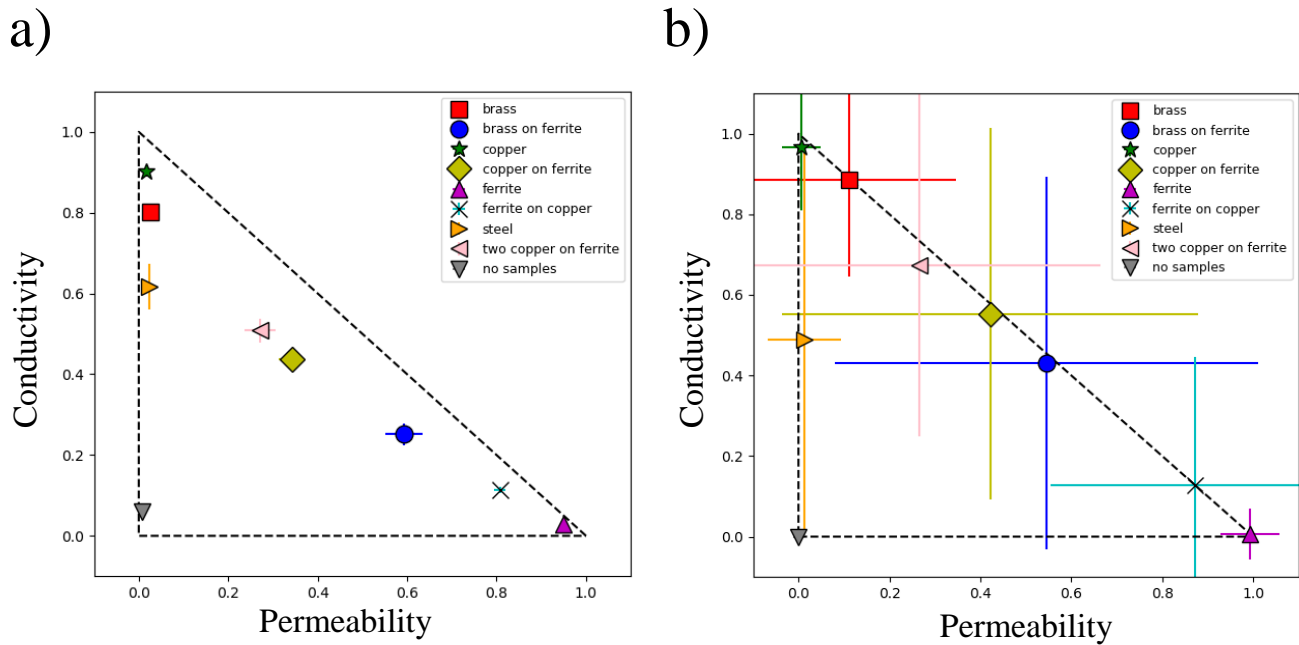 a)
Conductivity
1.0
0.8
0.6
0.4
0.2
0.0
0.0 0.2 0.4 0.6 0.8 1.0
Permeability
brass
brass on ferrite
copper
copper on ferrite
ferrite
ferrite on copper
steel
two copper on ferrite
no samples
b)
Conductivity
1.0
0.8
0.6
0.4
0.2
0.0
0.0 0.2 0.4 0.6 0.8 1.0
Permeability
brass
brass on ferrite
copper
copper on ferrite
ferrite
ferrite on copper
steel
two copper on ferrite
no samples